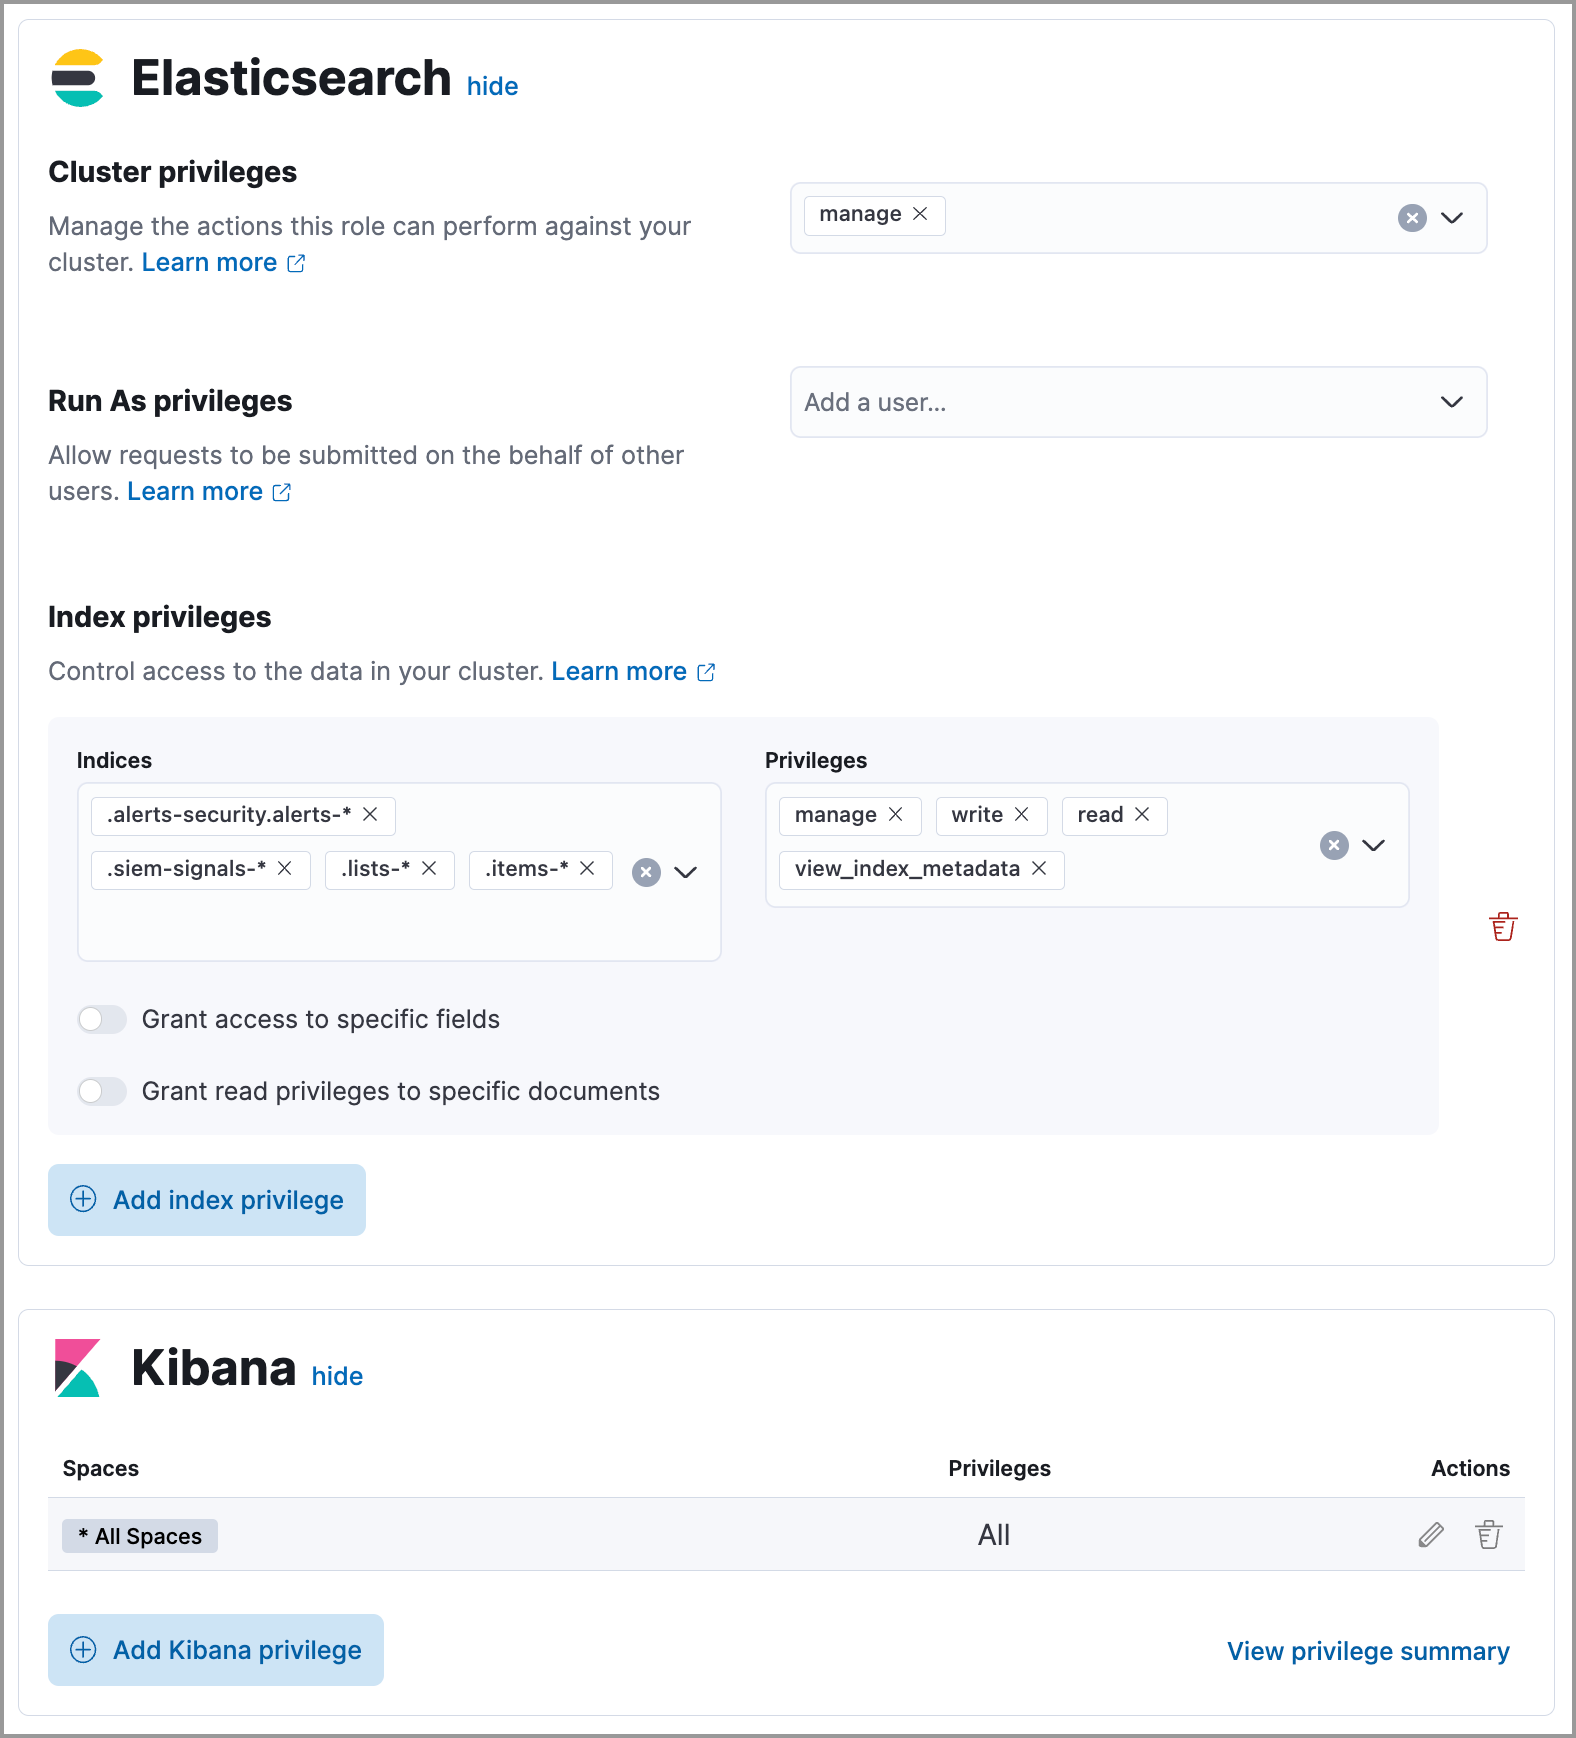 Elasticsearch hide
Cluster privileges
Manage the actions this role can perform against your
cluster. Learn more
manage
Run As privileges
Allow requests to be submitted on the behalf of other
users. Learn more
Add a user...
Index privileges
Control access to the data in your cluster. Learn more
Indices
.alerts-security.alerts-*
.siem-signals-* .lists-* .items-*
Privileges
manage write read
view_index_metadata
Grant access to specific fields
Grant read privileges to specific documents
Add index privilege
Kibana hide
Spaces Privileges Actions
* All Spaces All
Add Kibana privilege View privilege summary